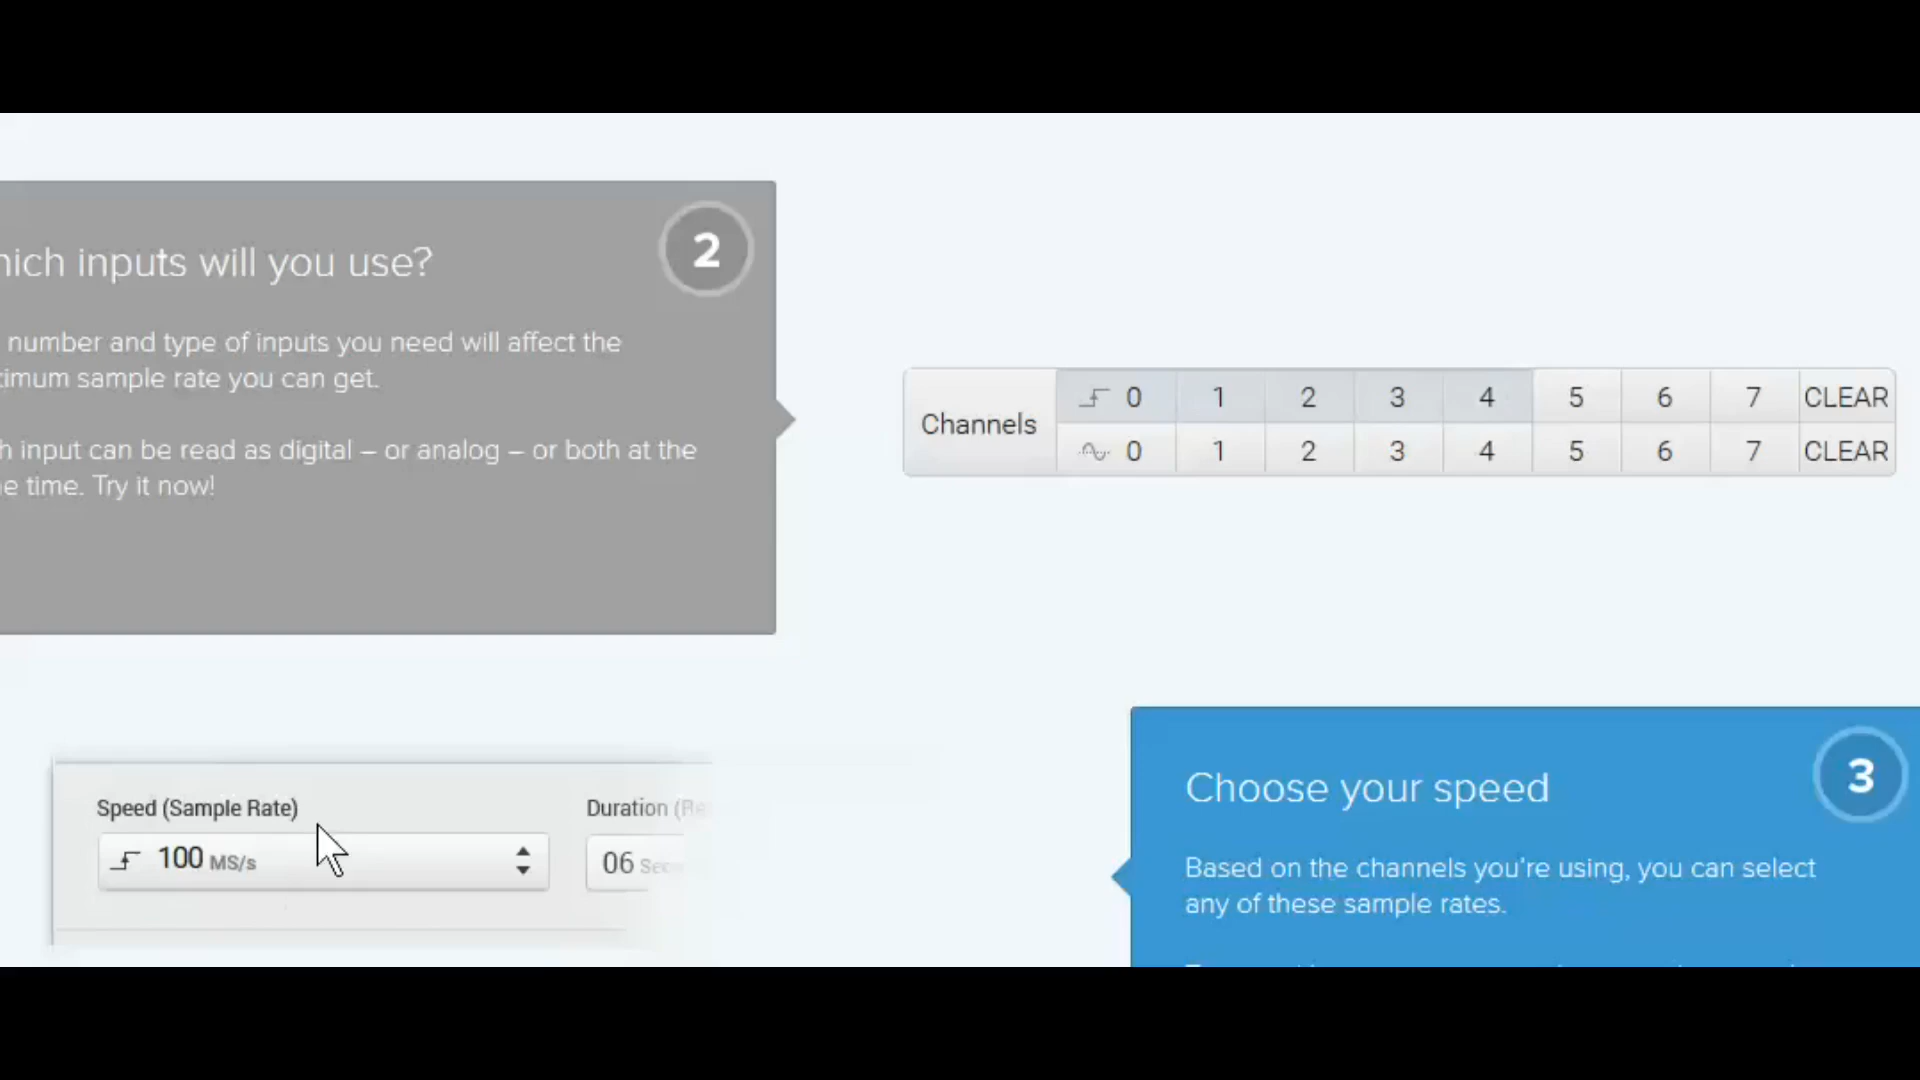 2
inputs will you use?
number and type of inputs you need will affect the
sample rate you can get.
input can be read as digital – or analog – or both at the
time. Try it now!
Channels
0 1 2 3 4 5 6 7 CLEAR
0 1 2 3 4 5 6 7 CLEAR
Speed (Sample Rate)
100 MS/s
Duration
06
3
Choose your speed
Based on the channels you're using, you can select
any of these sample rates.